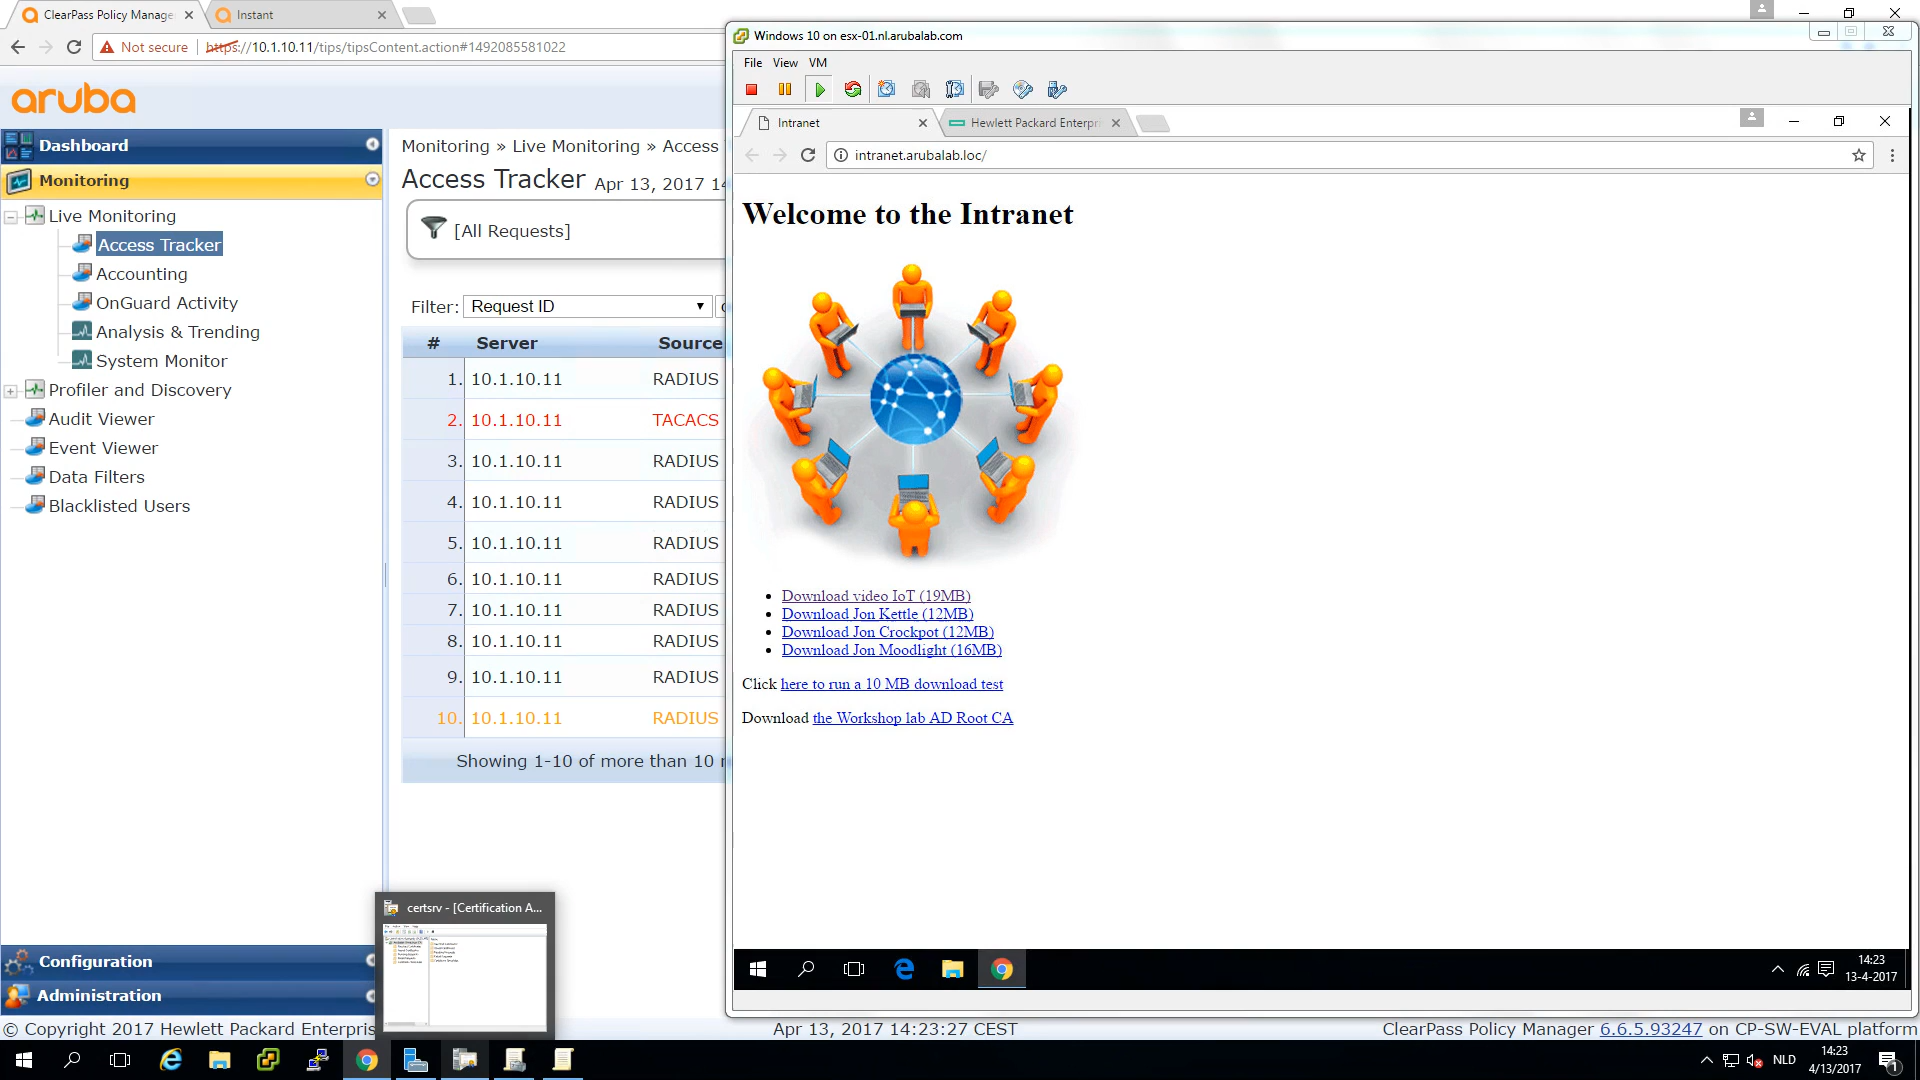 ClearPass Policy Manage
Instant
Not secure
https://10.1.10.11/tips/tipsContent.action#1492085581022
aruba
Dashboard
Monitoring
Live Monitoring
Access Tracker
Accounting
OnGuard Activity
Analysis & Trending
System Monitor
Profiler and Discovery
Audit Viewer
Event Viewer
Data Filters
Blacklisted Users
Configuration
Administration
Monitoring » Live Monitoring » Access
Access Tracker Apr 13, 2017 14
[All Requests]
Filter: Request ID
# Server Source
1. 10.1.10.11 RADIUS
2. 10.1.10.11 TACACS
3. 10.1.10.11 RADIUS
4. 10.1.10.11 RADIUS
5. 10.1.10.11 RADIUS
6. 10.1.10.11 RADIUS
7. 10.1.10.11 RADIUS
8. 10.1.10.11 RADIUS
9. 10.1.10.11 RADIUS
10. 10.1.10.11 RADIUS
Showing 1-10 of more than 10
certsrv - [Certification A...
Windows 10 on esx-01.nl.arubalab.com
File View VM
Intranet
Hewlett Packard Enterpri
intranet.arubalab.loc/
Welcome to the Intranet
Download video IoT (19MB)
Download Jon Kettle (12MB)
Download Jon Crockpot (12MB)
Download Jon Moodlight (16MB)
Click here to run a 10 MB download test
Download the Workshop lab AD Root CA
14:23
13-4-2017
© Copyright 2017 Hewlett Packard Enterpris
Apr 13, 2017 14:23:27 CEST
ClearPass Policy Manager 6.6.5.93247 on CP-SW-EVAL platform
NLD
14:23
4/13/2017
1